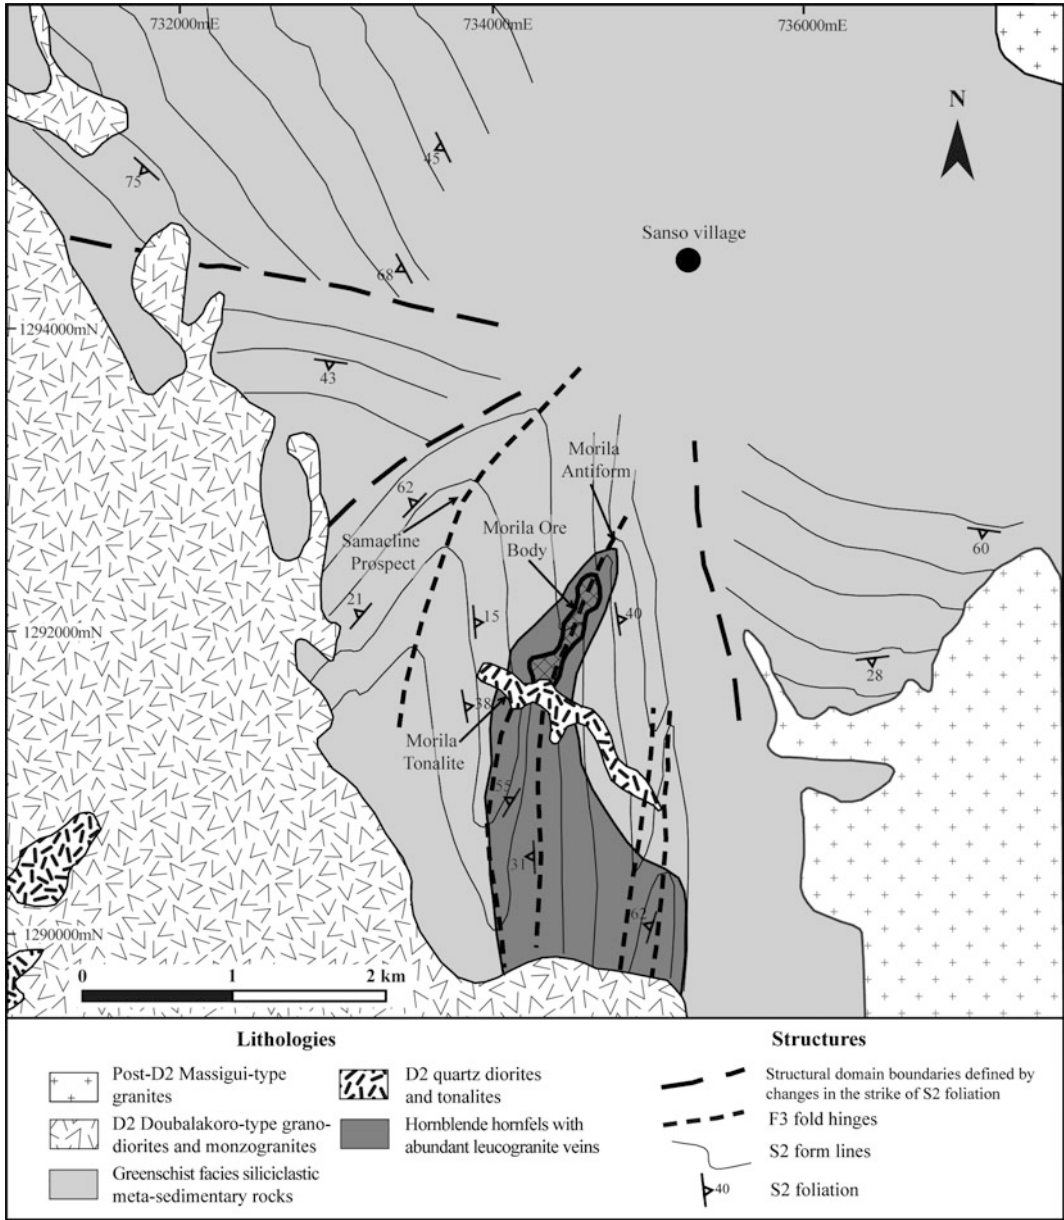 732000mE
734000mE
736000mE
45
75
N
Sanso village
68
1294000mN
43
62
Morila
Antiform
Morila Ore
Body
Samacline
Prospect
60
21
15
40
1292000mN
28
38
Morila
Tonalite
55
31
62
1290000mN
0
1
2 km
Lithologies
Post-D2 Massigui-type
granites
D2 Doubalakoro-type grano-
diorites and monzogranites
Greenschist facies siliciclastic
meta-sedimentary rocks
D2 quartz diorites
and tonalites
Hornblende hornfels with
abundant leucogranite veins
Structures
Structural domain boundaries defined by
changes in the strike of S2 foliation
F3 fold hinges
S2 form lines
40
S2 foliation